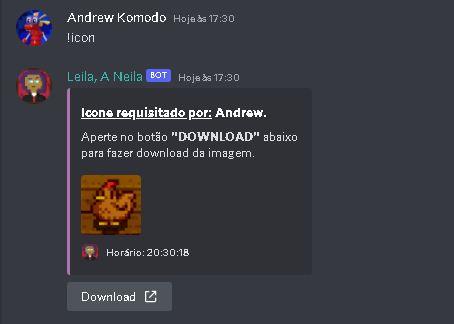 Andrew Komodo Hoje às 17:30
!icon
Leila, A Neila BOT Hoje às 17:30
Icone requisitado por: Andrew.
Aperte no botão "DOWNLOAD" abaixo
para fazer download da imagem.
Horário: 20:30:18
Download